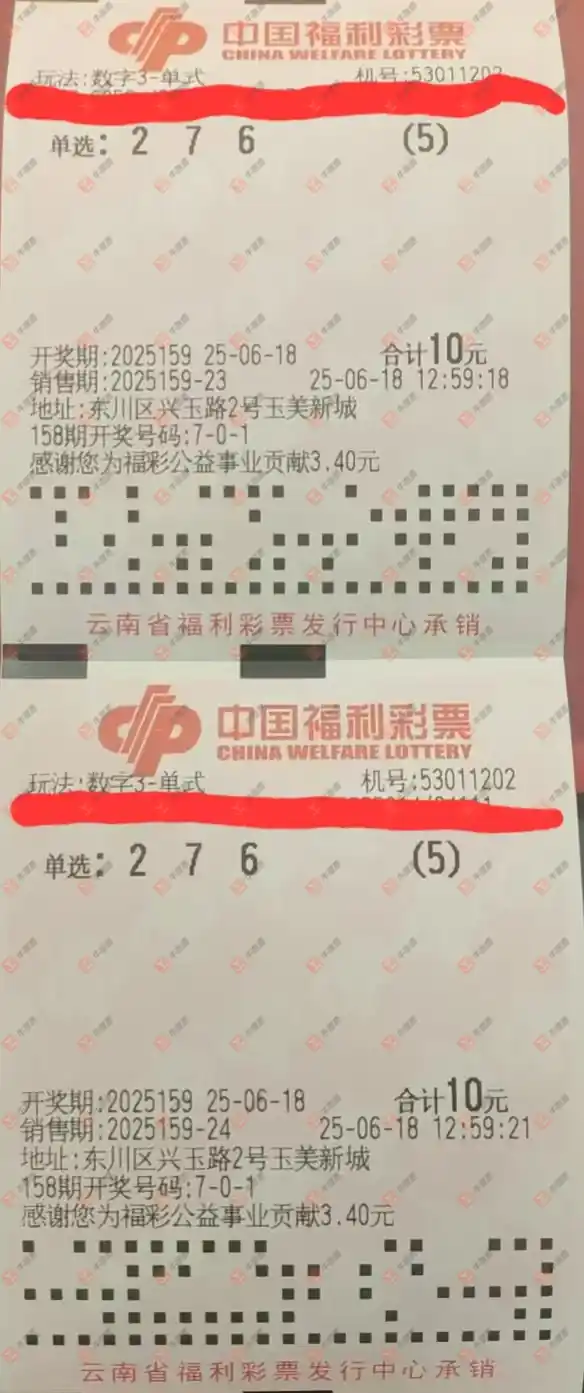 中国福利彩票
CHINA WELFARE LOTTERY
玩法:数字3-单式 机号:53011202
单选: 2 7 6 (5)
开奖期:2025159 25-06-18 合计10元
销售期:2025159-23 25-06-18 12:59:18
地址:东川区兴玉路2号玉美新城
158期开奖号码:7-0-1
感谢您为福彩公益事业贡献3.40元
云南省福利彩票发行中心承销
中国福利彩票
CHINA WELFARE LOTTERY
玩法:数字3-单式 机号:53011202
单选: 2 7 6 (5)
开奖期:2025159 25-06-18 合计10元
销售期:2025159-24 25-06-18 12:59:21
地址:东川区兴玉路2号玉美新城
158期开奖号码:7-0-1
感谢您为福彩公益事业贡献3.40元
云南省福利彩票发行中心承销